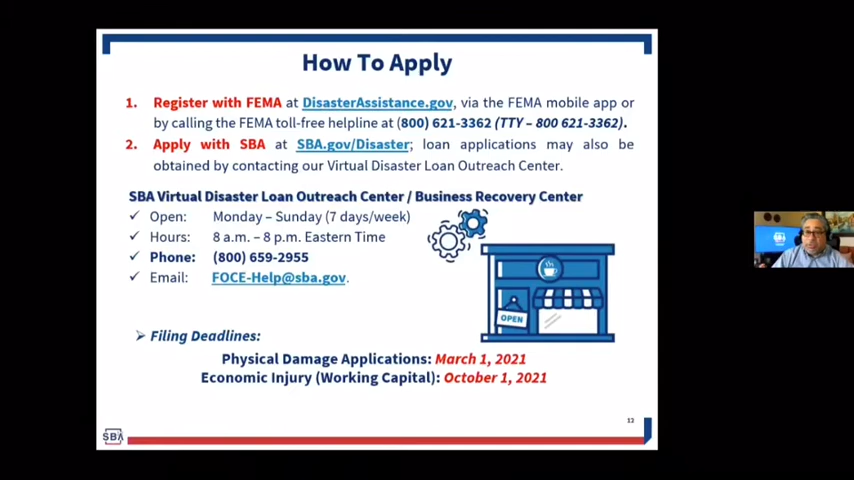 How To Apply
1. Register with FEMA at DisasterAssistance.gov, via the FEMA mobile app or
by calling the FEMA toll-free helpline at (800) 621-3362 (TTY – 800 621-3362).
2. Apply with SBA at SBA.gov/Disaster; loan applications may also be
obtained by contacting our Virtual Disaster Loan Outreach Center.
SBA Virtual Disaster Loan Outreach Center / Business Recovery Center
✓ Open: Monday – Sunday (7 days/week)
✓ Hours: 8 a.m. – 8 p.m. Eastern Time
✓ Phone: (800) 659-2955
✓ Email: FOCE-Help@sba.gov.
OPEN
➢ Filing Deadlines:
Physical Damage Applications: March 1, 2021
Economic Injury (Working Capital): October 1, 2021
13
SBA